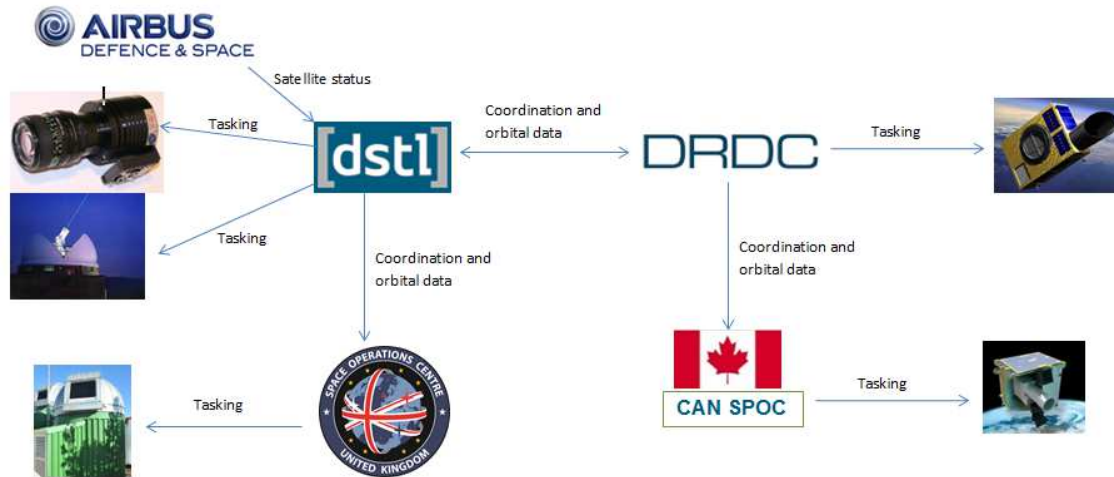 AIRBUS
DEFENCE & SPACE
Satellite status
Tasking
[dstl]
Coordination and
orbital data
DRDC
Tasking
Tasking
Coordination and
orbital data
Coordination and
orbital data
SPACE OPERATIONS CENTRE
UNITED KINGDOM
Tasking
CAN SPOC
Tasking